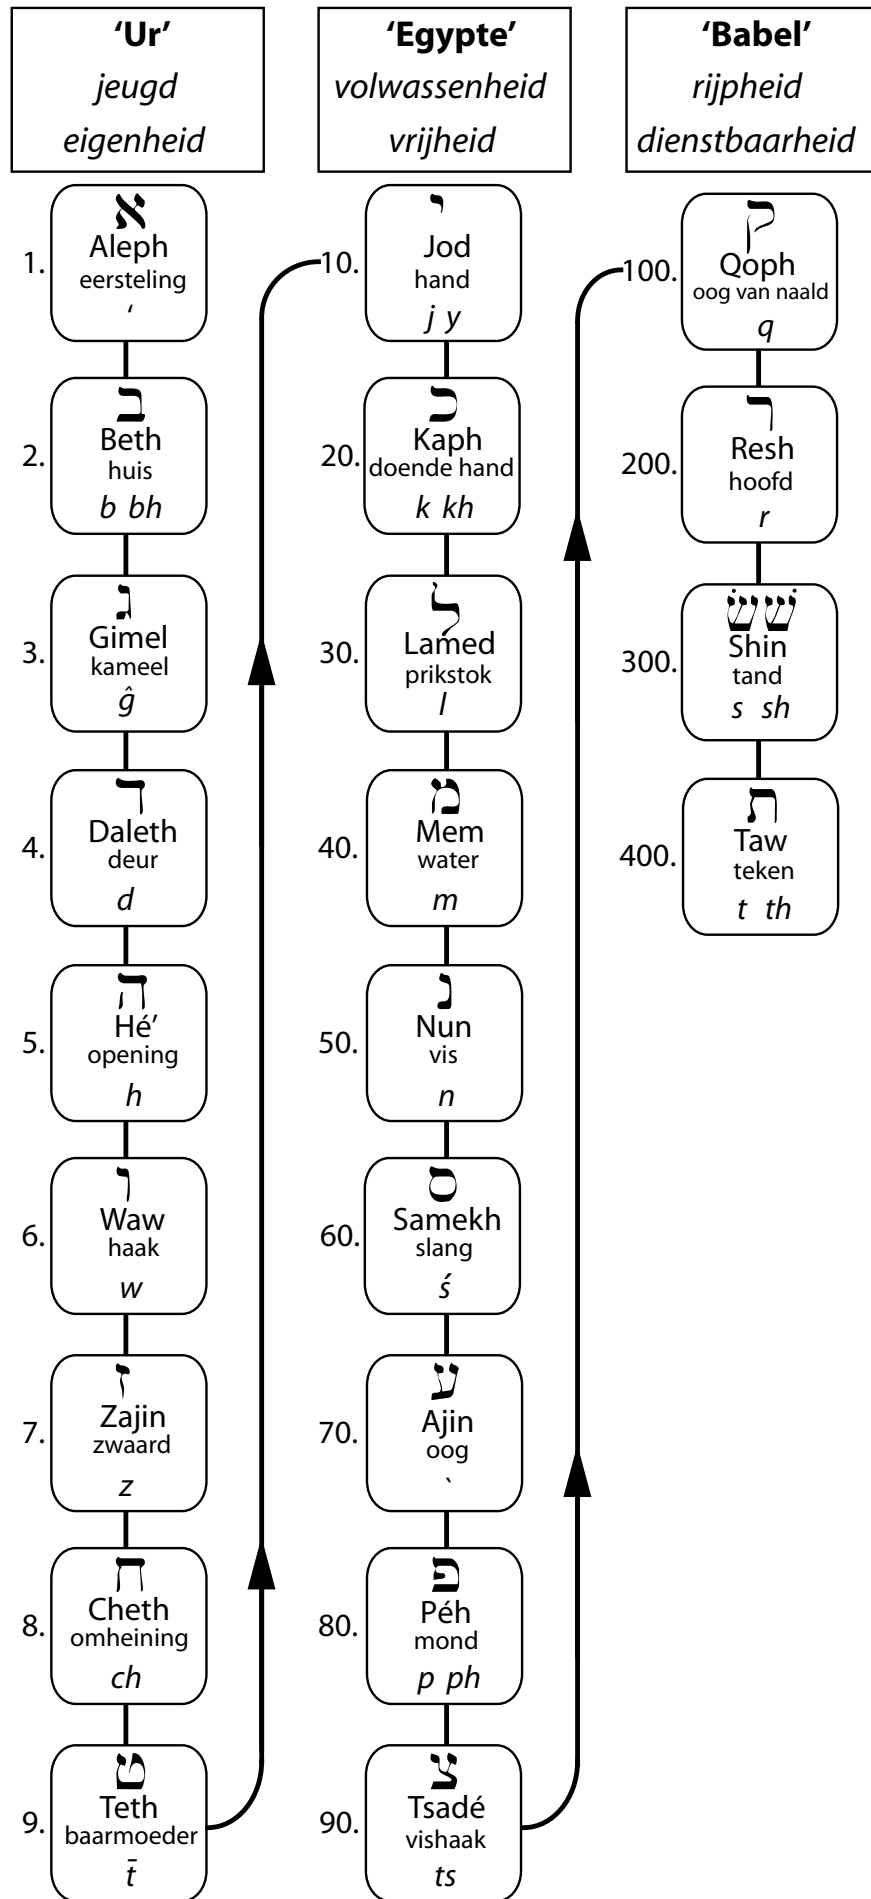 ‘Ur’
jeugd
eigenheid
1.
א
Aleph
eersteling
‘
2.
ב
Beth
huis
b bh
3.
ג
Gimel
kameel
ĝ
4.
ד
Daleth
deur
d
5.
ה
Hé’
opening
h
6.
ו
Waw
haak
w
7.
ז
Zajin
zwaard
z
8.
ח
Cheth
omheining
ch
9.
ט
Teth
baarmoeder
t̄
‘Egypte’
volwassenheid
vrijheid
10.
י
Jod
hand
j y
20.
כ
Kaph
doende hand
k kh
30.
ל
Lamed
prikstok
l
40.
מ
Mem
water
m
50.
נ
Nun
vis
n
60.
ס
Samekh
slang
ś
70.
ע
Ajin
oog
`
80.
פ
Péh
mond
p ph
90.
צ
Tsadé
vishaak
ts
‘Babel’
rijpheid
dienstbaarheid
100.
ק
Qoph
oog van naald
q
200.
ר
Resh
hoofd
r
300.
שׂ שׁ
Shin
tand
s sh
400.
ת
Taw
teken
t th